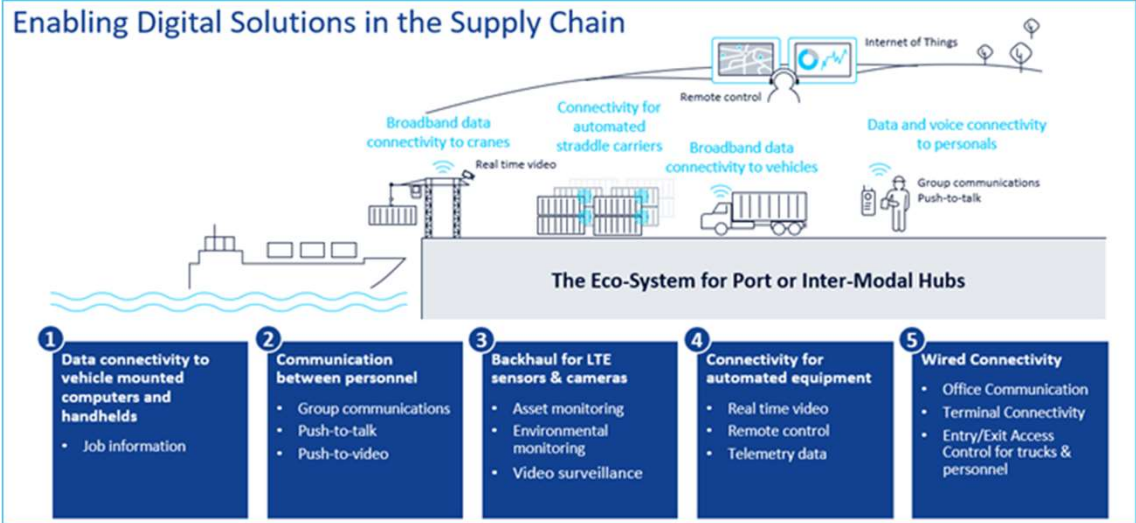 Enabling Digital Solutions in the Supply Chain
Internet of Things
Remote control
Broadband data
connectivity to cranes
Real time video
Connectivity for
automated
straddle carriers
Broadband data
connectivity to vehicles
Data and voice connectivity
to personals
Group communications
Push-to-talk
The Eco-System for Port or Inter-Modal Hubs
1
Data connectivity to
vehicle mounted
computers and
handhelds
• Job information
2
Communication
between personnel
• Group communications
• Push-to-talk
• Push-to-video
3
Backhaul for LTE
sensors & cameras
• Asset monitoring
• Environmental
monitoring
• Video surveillance
4
Connectivity for
automated equipment
• Real time video
• Remote control
• Telemetry data
5
Wired Connectivity
• Office Communication
• Terminal Connectivity
• Entry/Exit Access
Control for trucks &
personnel